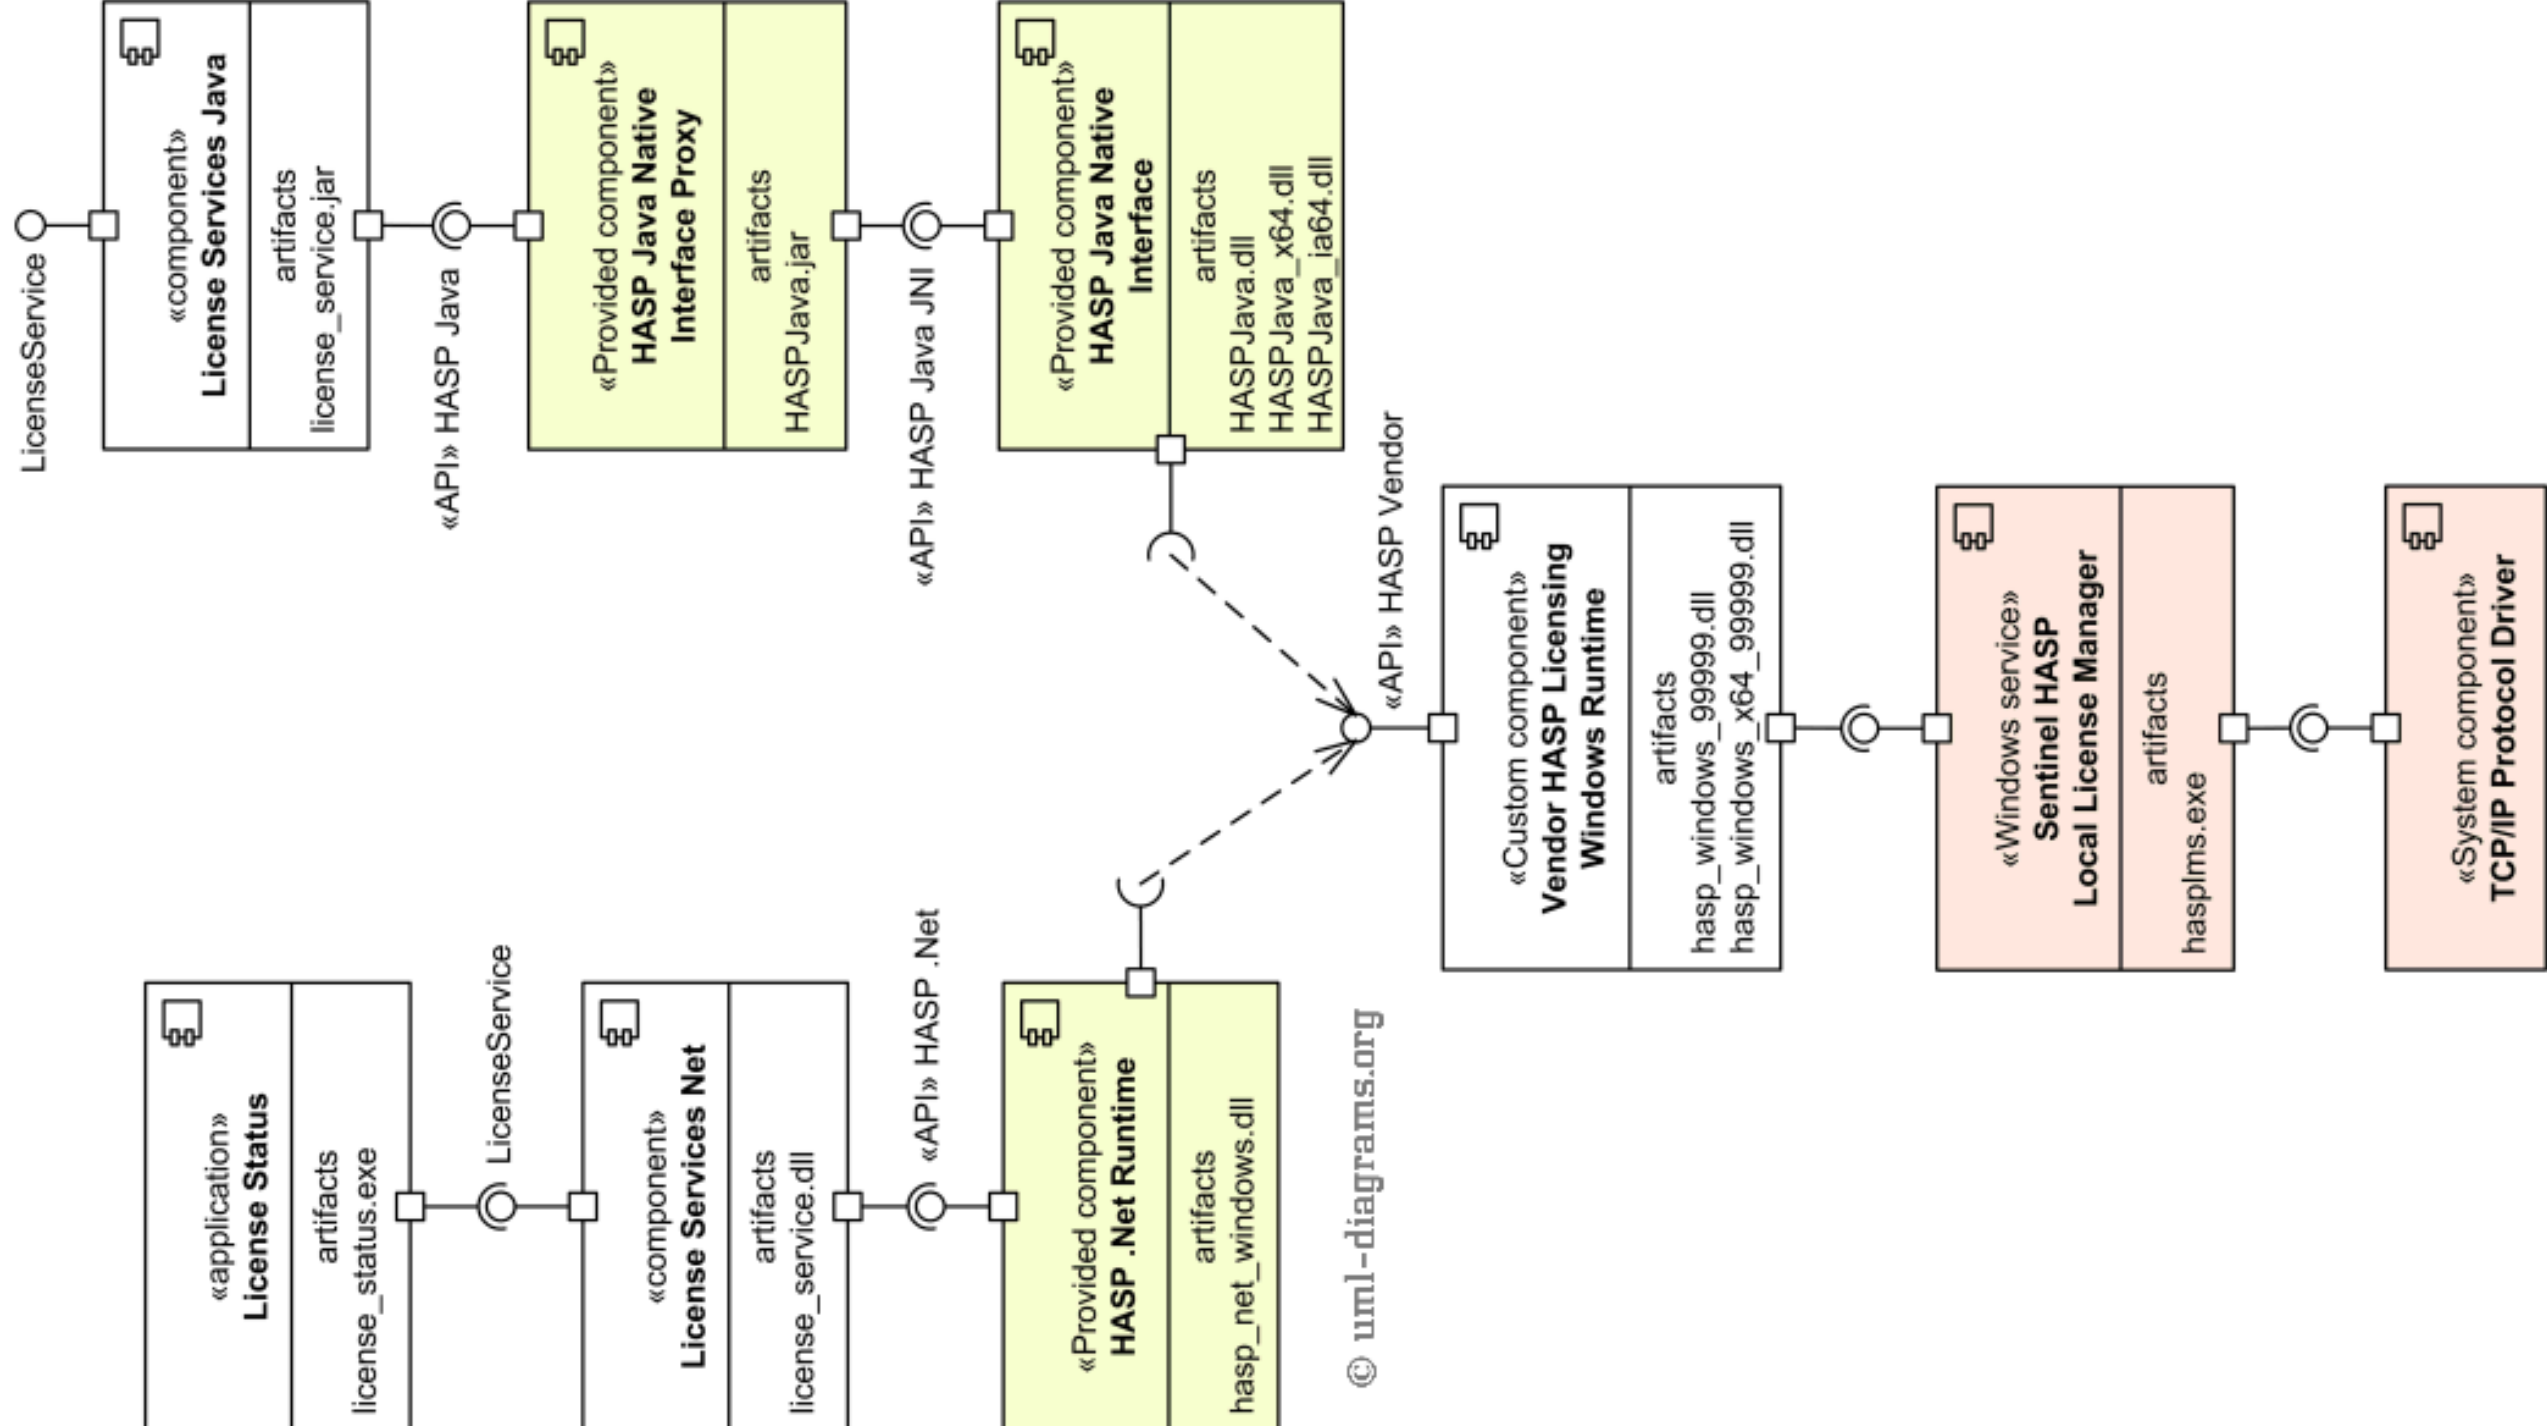 «application»
License Status
artifacts
license_status.exe
LicenseService
«component»
License Services Net
artifacts
license_service.dll
«API» HASP .Net
«Provided component»
HASP .Net Runtime
artifacts
hasp_net_windows.dll
LicenseService
«component»
License Services Java
artifacts
license_service.jar
«API» HASP Java
«Provided component»
HASP Java Native
Interface Proxy
artifacts
HASPJava.jar
«API» HASP Java JNI
«Provided component»
HASP Java Native
Interface
artifacts
HASPJava.dll
HASPJava_x64.dll
HASPJava_ia64.dll
«API» HASP Vendor
«Custom component»
Vendor HASP Licensing
Windows Runtime
artifacts
hasp_windows_99999.dll
hasp_windows_x64_99999.dll
«Windows service»
Sentinel HASP
Local License Manager
artifacts
hasplms.exe
«System component»
TCP/IP Protocol Driver
© uml-diagrams.org